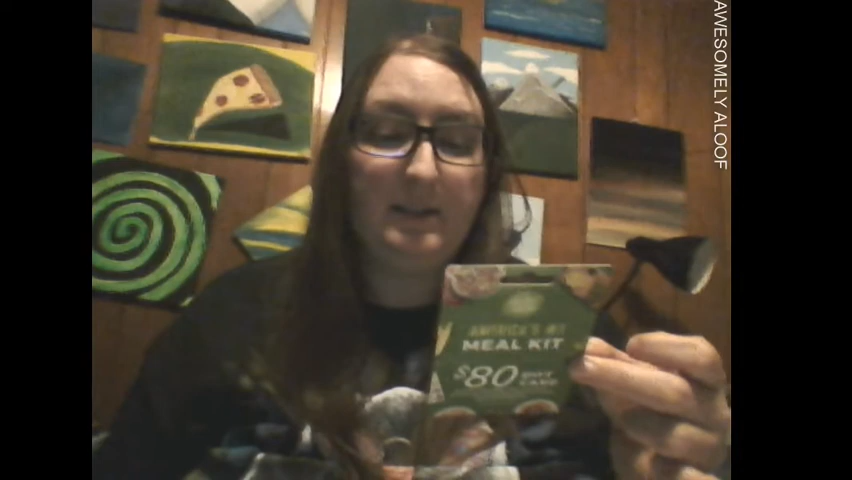 AWESOMELY ALOOF
AMERICA'S #1
MEAL KIT
$80 GIFT
CARD